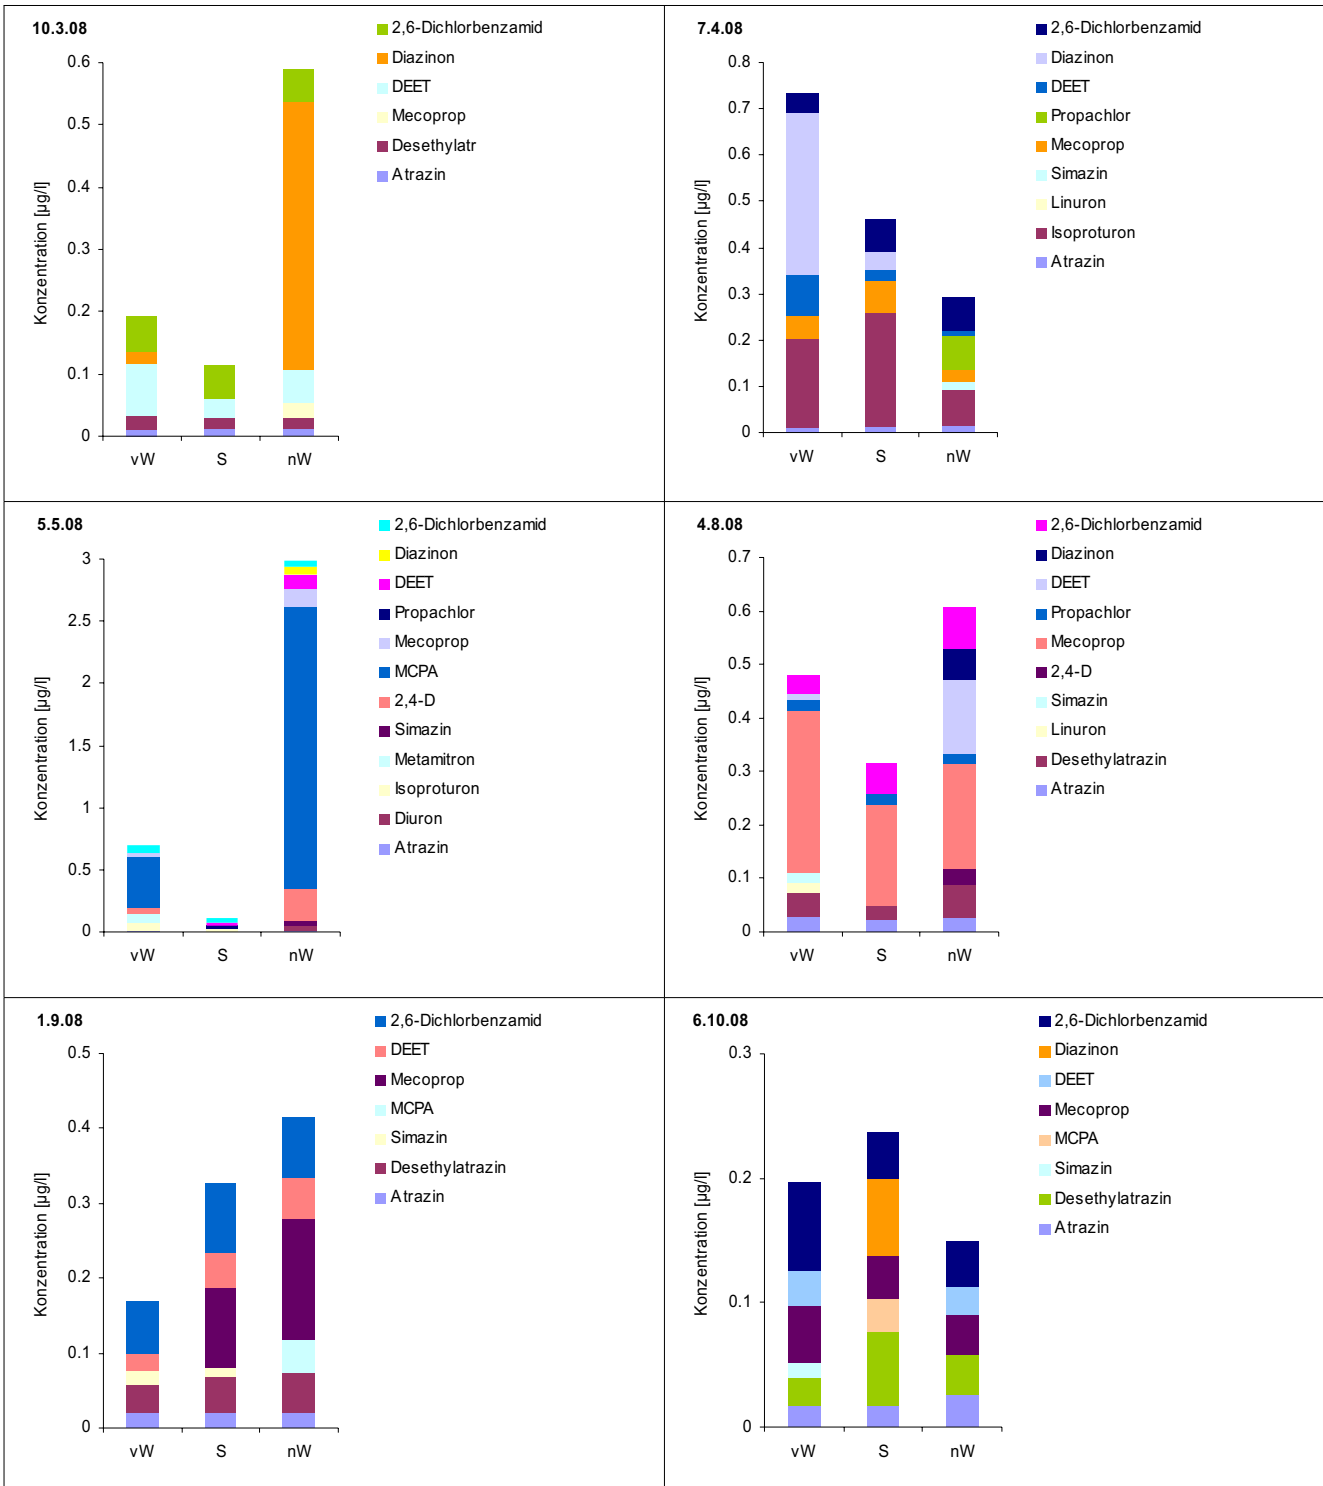 10.3.08
2,6-Dichlorbenzamid
Diazinon
DEET
Mecoprop
Desethylatr
Atrazin
Konzentration [µg/l]
0.6
0.5
0.4
0.3
0.2
0.1
0
vW S nW
7.4.08
2,6-Dichlorbenzamid
Diazinon
DEET
Propachlor
Mecoprop
Simazin
Linuron
Isoproturon
Atrazin
Konzentration [µg/l]
0.8
0.7
0.6
0.5
0.4
0.3
0.2
0.1
0
vW S nW
5.5.08
2,6-Dichlorbenzamid
Diazinon
DEET
Propachlor
Mecoprop
MCPA
2,4-D
Simazin
Metamitron
Isoproturon
Diuron
Atrazin
Konzentration [µg/l]
3
2.5
2
1.5
1
0.5
0
vW S nW
4.8.08
2,6-Dichlorbenzamid
Diazinon
DEET
Propachlor
Mecoprop
2,4-D
Simazin
Linuron
Desethylatrazin
Atrazin
Konzentration [µg/l]
0.7
0.6
0.5
0.4
0.3
0.2
0.1
0
vW S nW
1.9.08
2,6-Dichlorbenzamid
DEET
Mecoprop
MCPA
Simazin
Desethylatrazin
Atrazin
Konzentration [µg/l]
0.5
0.4
0.3
0.2
0.1
0
vW S nW
6.10.08
2,6-Dichlorbenzamid
Diazinon
DEET
Mecoprop
MCPA
Simazin
Desethylatrazin
Atrazin
Konzentration [µg/l]
0.3
0.2
0.1
0
vW S nW